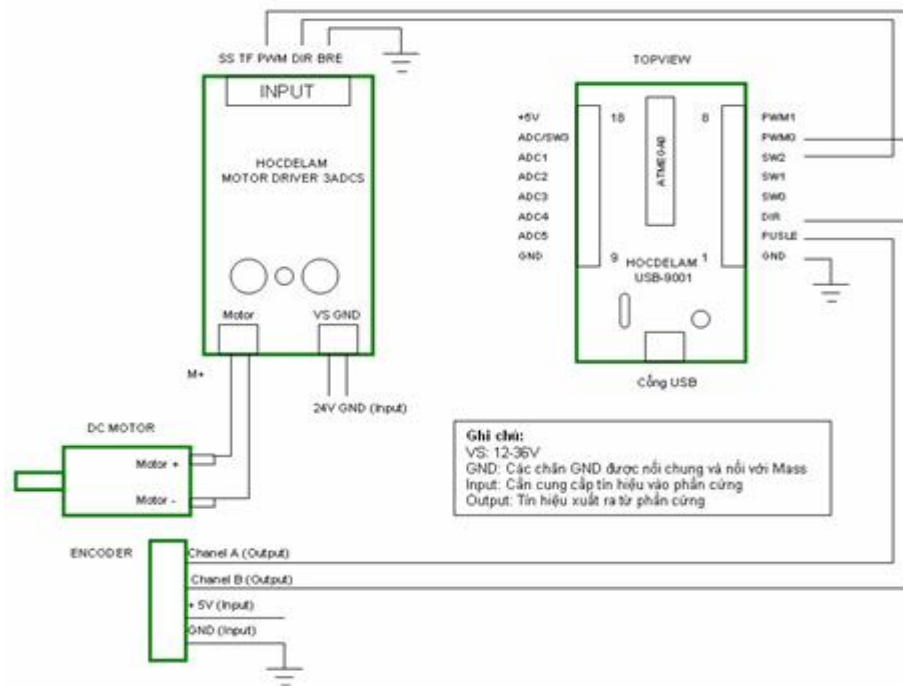 SS TF PWM DIR BRE
INPUT
HOCDELAM
MOTOR DRIVER 3ADCS
Motor
VS GND
M+
24V GND (Input)
DC MOTOR
Motor +
Motor -
ENCODER
Chanel A (Output)
Chanel B (Output)
+ 5V (Input)
GND (Input)
TOPVIEW
+5V
ADC/SW3
ADC1
ADC2
ADC3
ADC4
ADC5
GND
18
8
9
1
ATMEGA8
HOCDELAM
USB-9001
PWM1
PWM0
SW2
SW1
SW0
DIR
PUSLE
GND
Cổng USB
Ghi chú:
VS: 12-36V
GND: Các chân GND được nối chung và nối với Mass
Input: Cần cung cấp tín hiệu vào phần cứng
Output: Tín hiệu xuất ra từ phần cứng